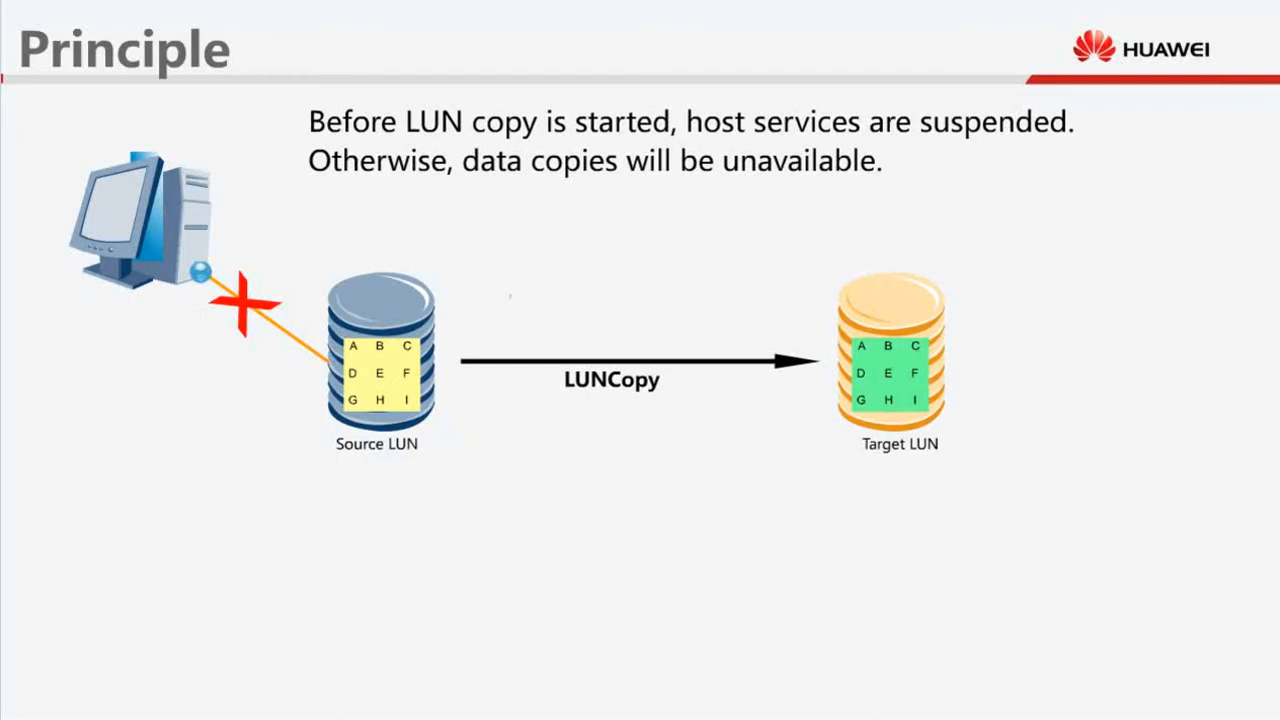 Principle
HUAWEI
Before LUN copy is started, host services are suspended.
Otherwise, data copies will be unavailable.
A B C
D E F
G H I
Source LUN
LUNCopy
A B C
D E F
G H I
Target LUN